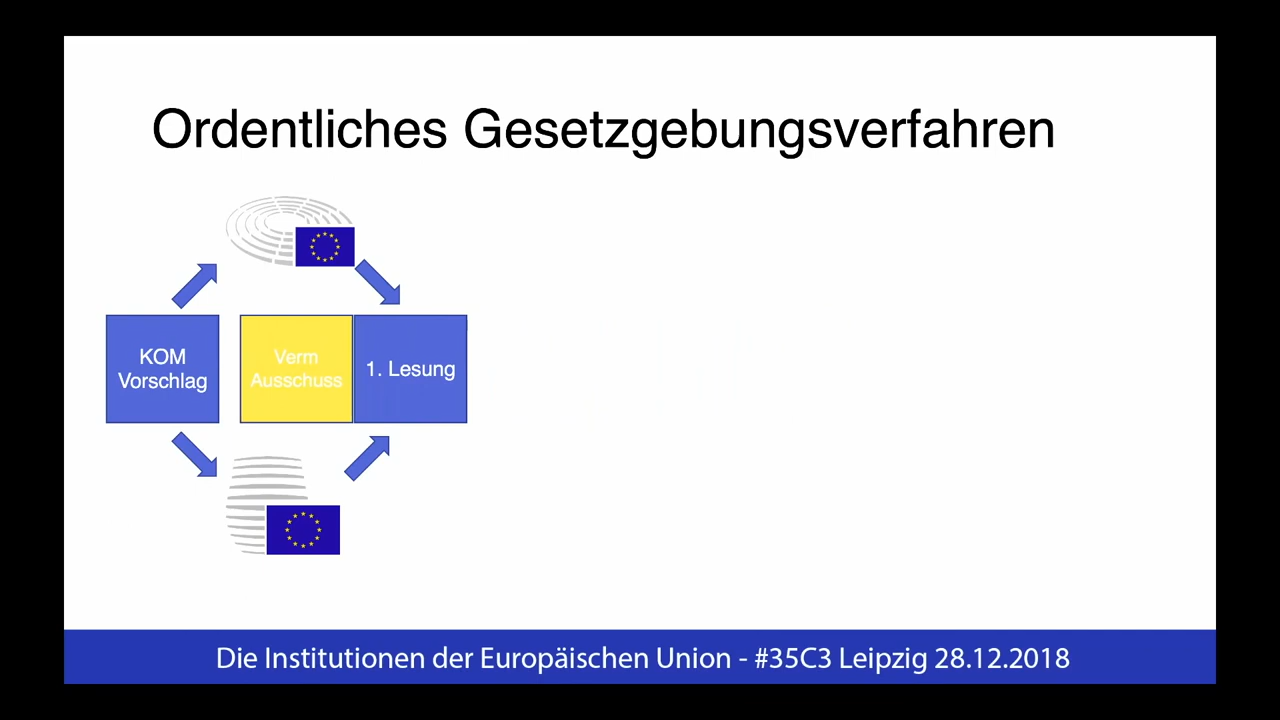 Ordentliches Gesetzgebungsverfahren
KOM
Vorschlag
Verm
Ausschuss
1. Lesung
Die Institutionen der Europäischen Union - #35C3 Leipzig 28.12.2018